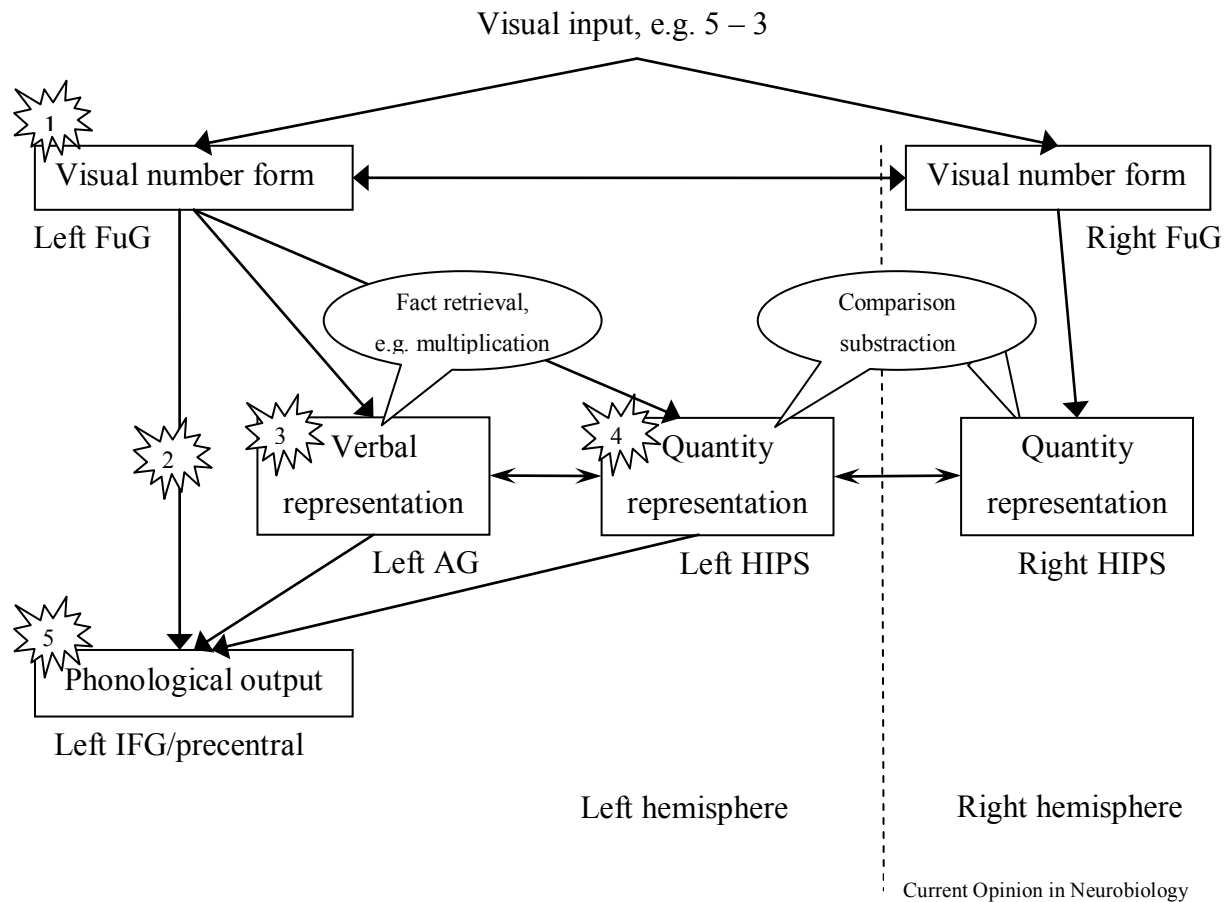 Visual input, e.g. 5 – 3
1
Visual number form
Visual number form
Left FuG
Right FuG
Fact retrieval,
e.g. multiplication
Comparison
substraction
2
3
Verbal
representation
4
Quantity
representation
Quantity
representation
Left AG
Left HIPS
Right HIPS
5
Phonological output
Left IFG/precentral
Left hemisphere
Right hemisphere
Current Opinion in Neurobiology